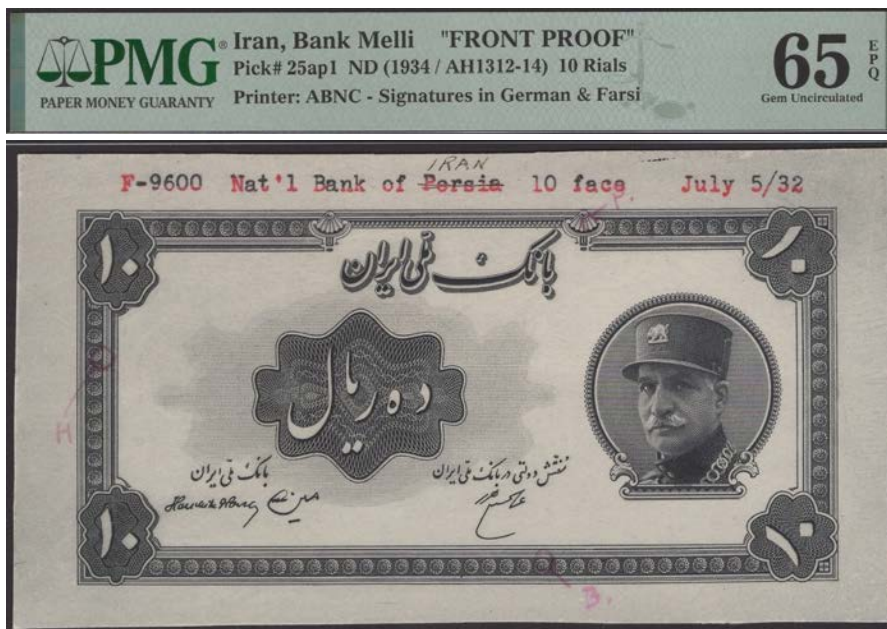 PMG® Iran, Bank Melli "FRONT PROOF" 65 EPQ
PAPER MONEY GUARANTY Pick# 25ap1 ND (1934 / AH1312-14) 10 Rials Gem Uncirculated
Printer: ABNC - Signatures in German & Farsi
IRAN
F-9600 Nat'l Bank of Persia 10 face July 5/32
P.
۱۰ بانک ملی ایران ۱۰
ده ریال
H
بانک ملی ایران مفتش دولتی در بانک ملی ایران
۱۰ ۱۰
B.